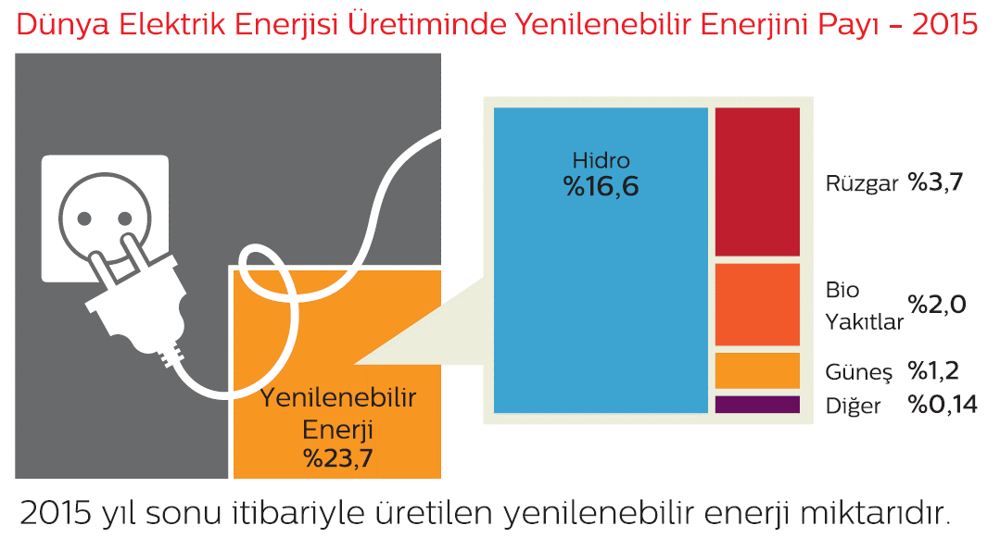 Dünya Elektrik Enerjisi Üretiminde Yenilenebilir Enerjini Payı – 2015
Hidro
%16,6
Rüzgar %3,7
Bio
Yakıtlar %2,0
Güneş %1,2
Diğer %0,14
Yenilenebilir
Enerji
%23,7
2015 yıl sonu itibariyle üretilen yenilenebilir enerji miktarıdır.